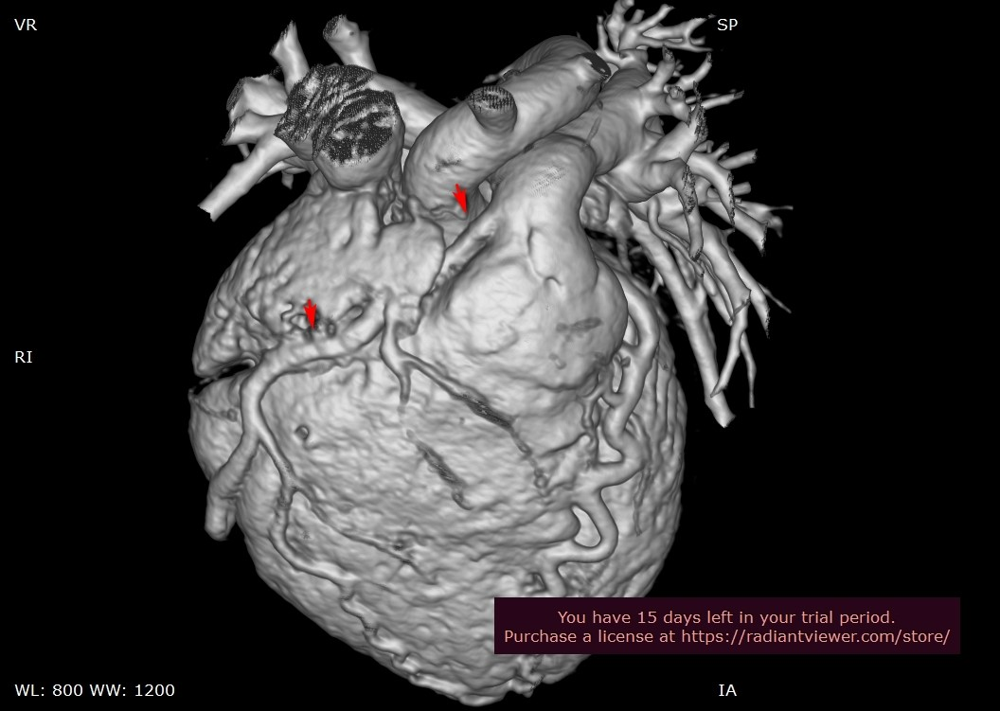 VR
SP
RI
You have 15 days left in your trial period.
Purchase a license at https://radiantviewer.com/store/
WL: 800 WW: 1200
IA